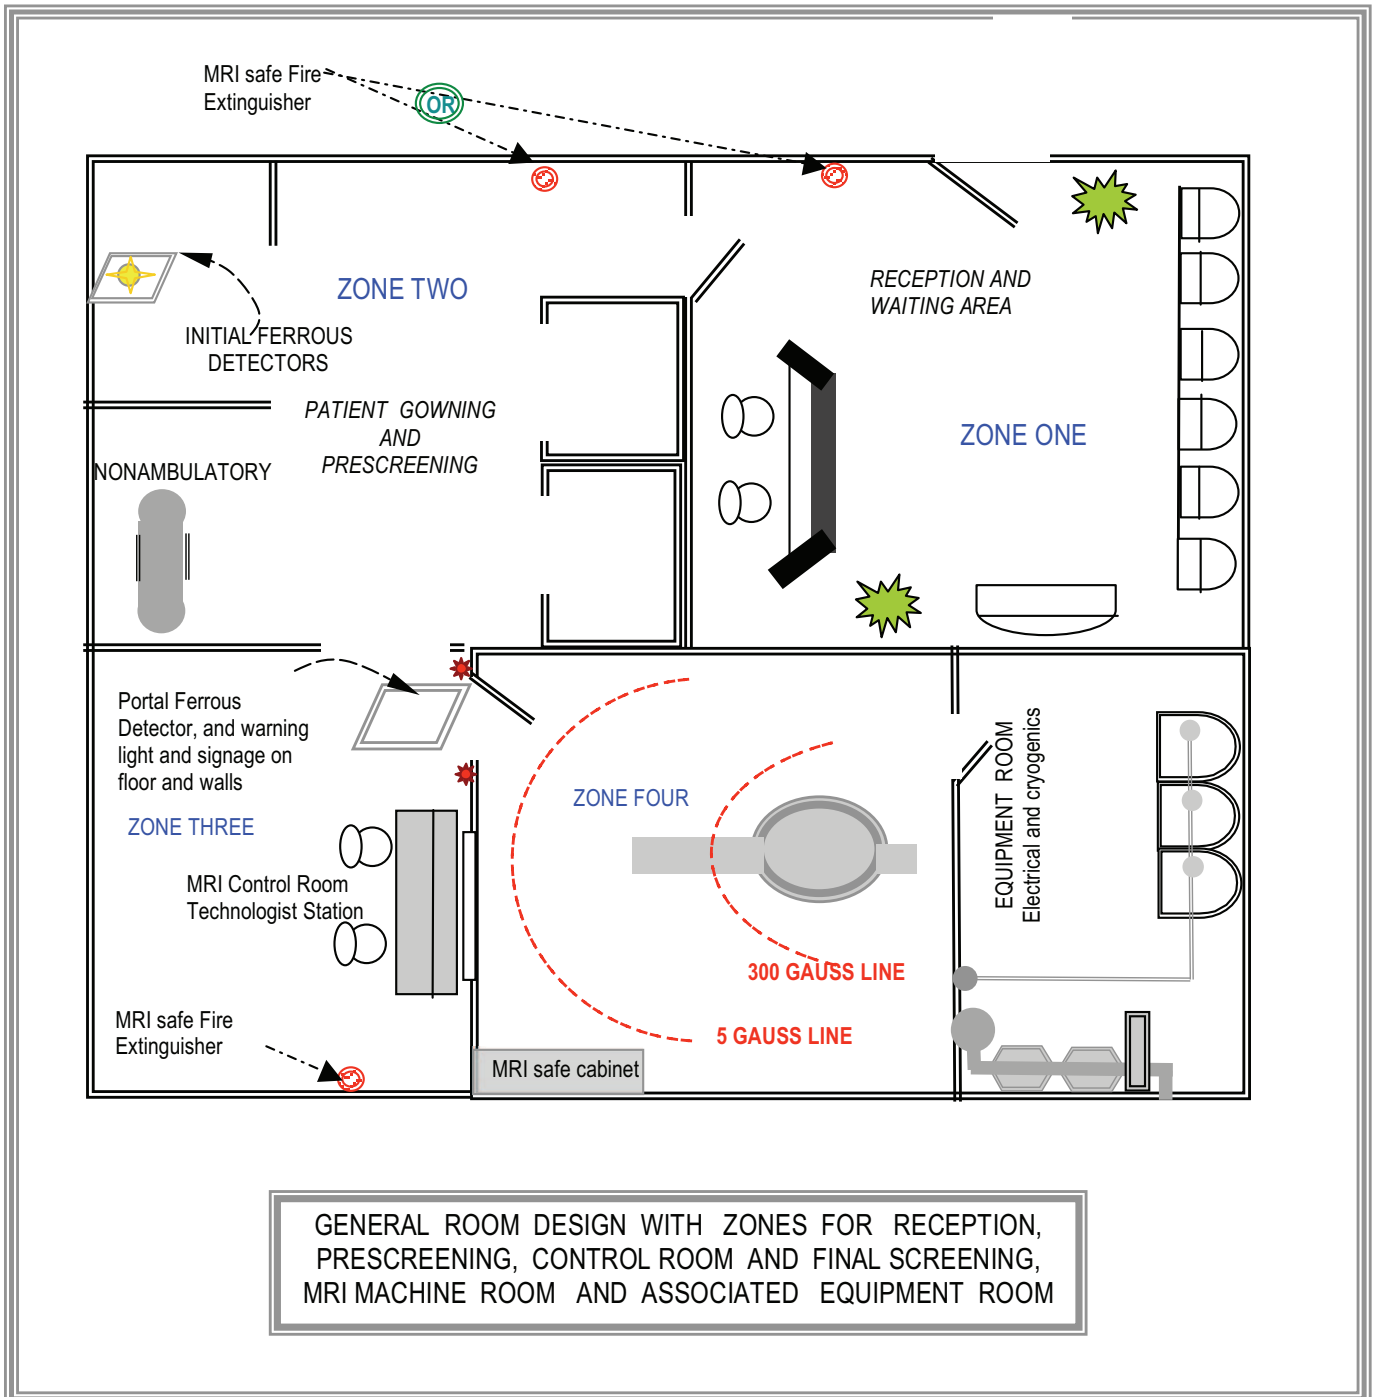 MRI safe Fire
Extinguisher
OR
ZONE TWO
RECEPTION AND
WAITING AREA
INITIAL FERROUS
DETECTORS
PATIENT GOWNING
AND
PRESCREENING
ZONE ONE
NONAMBULATORY
Portal Ferrous
Detector, and warning
light and signage on
floor and walls
ZONE THREE
ZONE FOUR
EQUIPMENT ROOM
Electrical and cryogenics
MRI Control Room
Technologist Station
300 GAUSS LINE
5 GAUSS LINE
MRI safe Fire
Extinguisher
MRI safe cabinet
GENERAL ROOM DESIGN WITH ZONES FOR RECEPTION,
PRESCREENING, CONTROL ROOM AND FINAL SCREENING,
MRI MACHINE ROOM AND ASSOCIATED EQUIPMENT ROOM